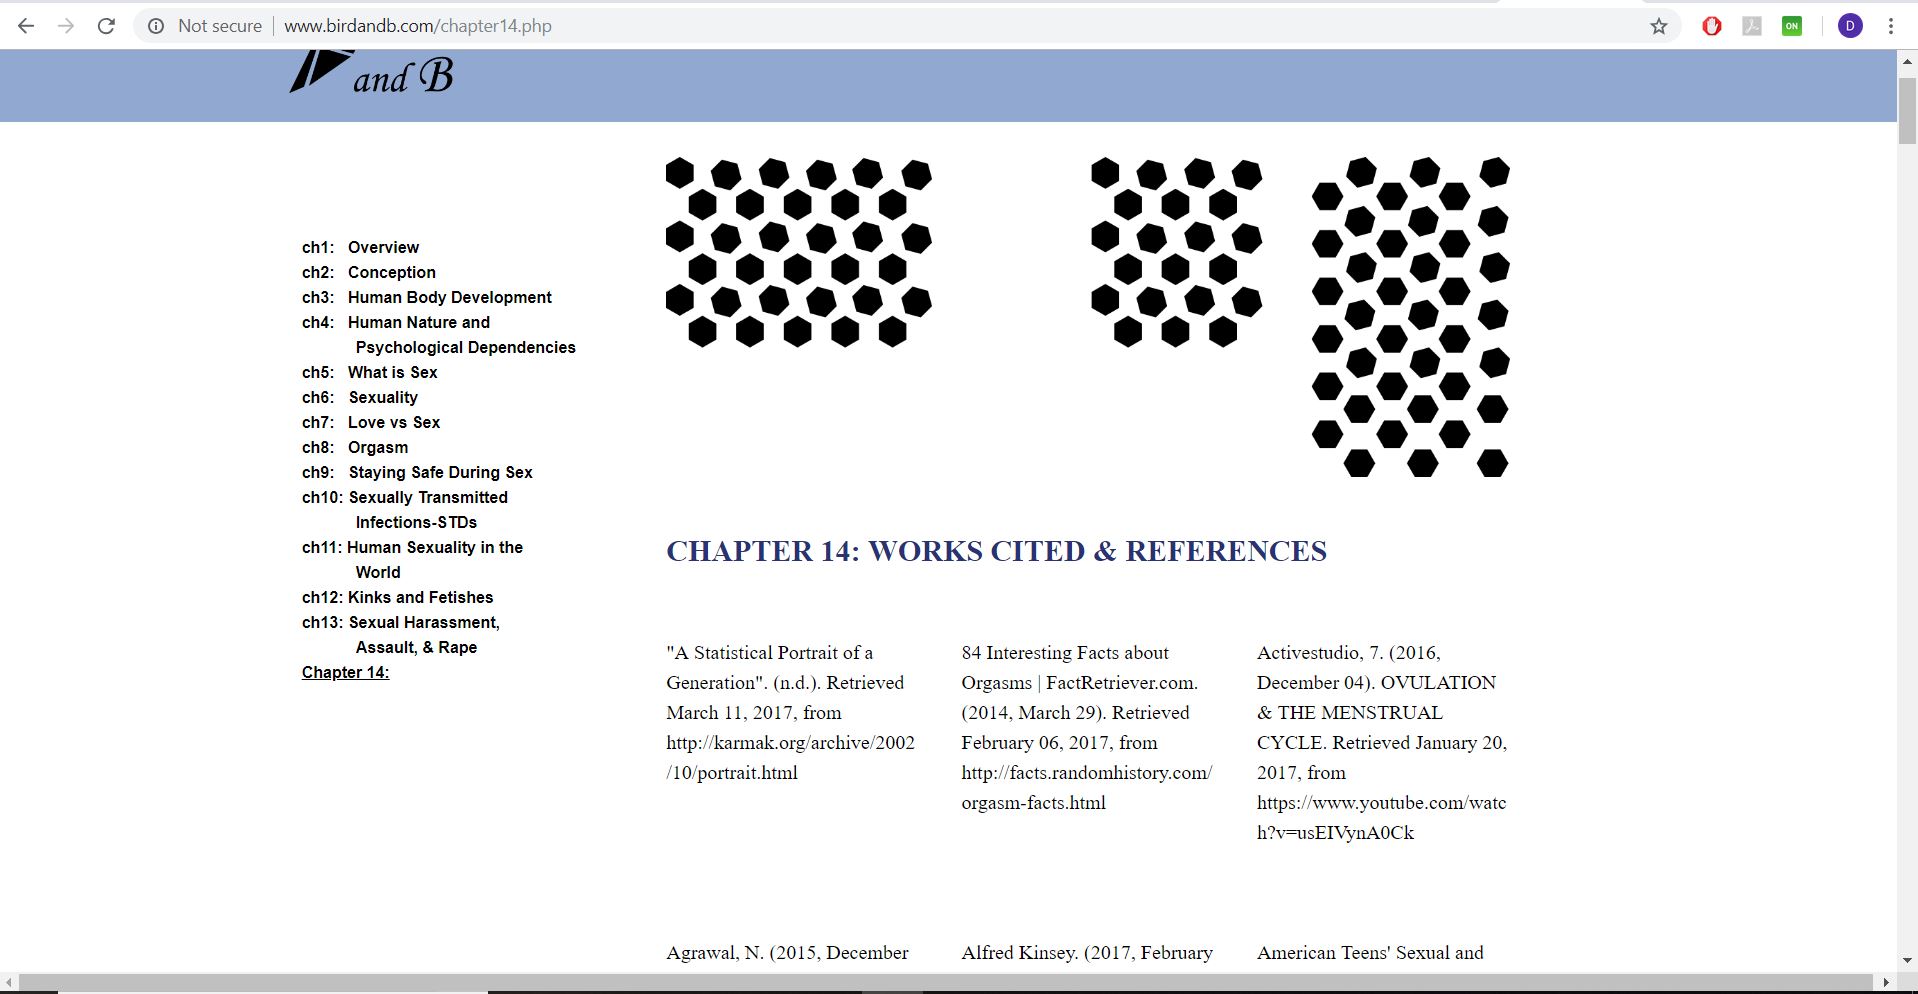 Not secure www.birdandb.com/chapter14.php
ON
D
and B
ch1: Overview
ch2: Conception
ch3: Human Body Development
ch4: Human Nature and
Psychological Dependencies
ch5: What is Sex
ch6: Sexuality
ch7: Love vs Sex
ch8: Orgasm
ch9: Staying Safe During Sex
ch10: Sexually Transmitted
Infections-STDs
ch11: Human Sexuality in the
World
ch12: Kinks and Fetishes
ch13: Sexual Harassment,
Assault, & Rape
Chapter 14:
CHAPTER 14: WORKS CITED & REFERENCES
"A Statistical Portrait of a
Generation". (n.d.). Retrieved
March 11, 2017, from
http://karmak.org/archive/2002
/10/portrait.html
84 Interesting Facts about
Orgasms | FactRetriever.com.
(2014, March 29). Retrieved
February 06, 2017, from
http://facts.randomhistory.com/
orgasm-facts.html
Activestudio, 7. (2016,
December 04). OVULATION
& THE MENSTRUAL
CYCLE. Retrieved January 20,
2017, from
https://www.youtube.com/watc
h?v=usEIVynA0Ck
Agrawal, N. (2015, December
Alfred Kinsey. (2017, February
American Teens' Sexual and